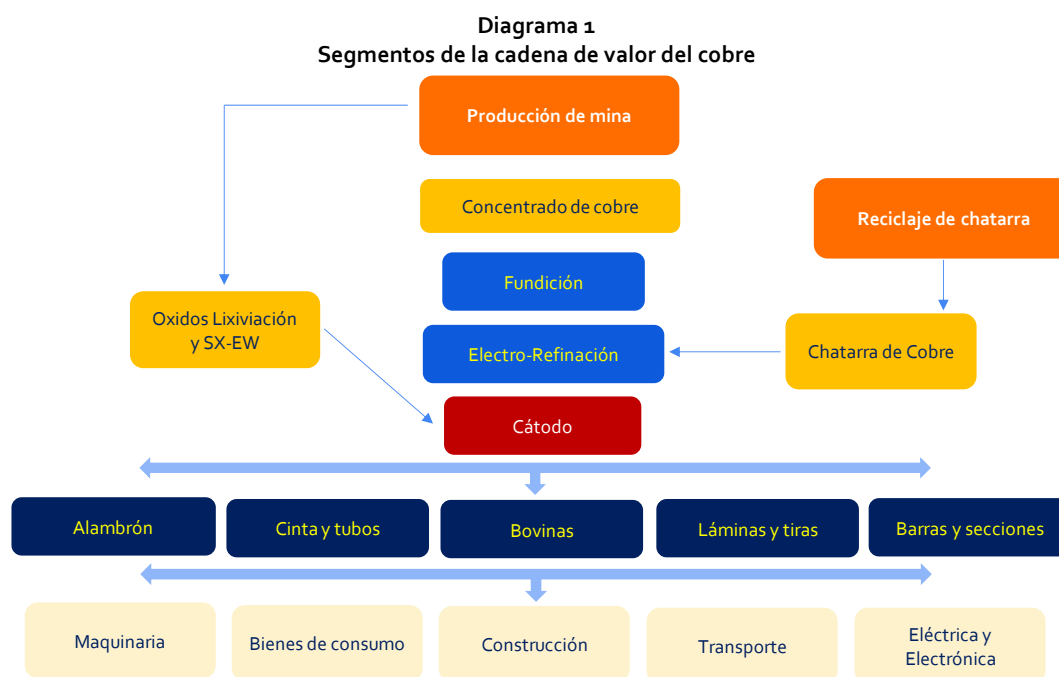 Diagrama 1
Segmentos de la cadena de valor del cobre
Producción de mina
Concentrado de cobre
Reciclaje de chatarra
Fundición
Oxidos Lixiviación
y SX-EW
Electro-Refinación
Chatarra de Cobre
Cátodo
Alambrón
Cinta y tubos
Bovinas
Láminas y tiras
Barras y secciones
Maquinaria
Bienes de consumo
Construcción
Transporte
Eléctrica y
Electrónica